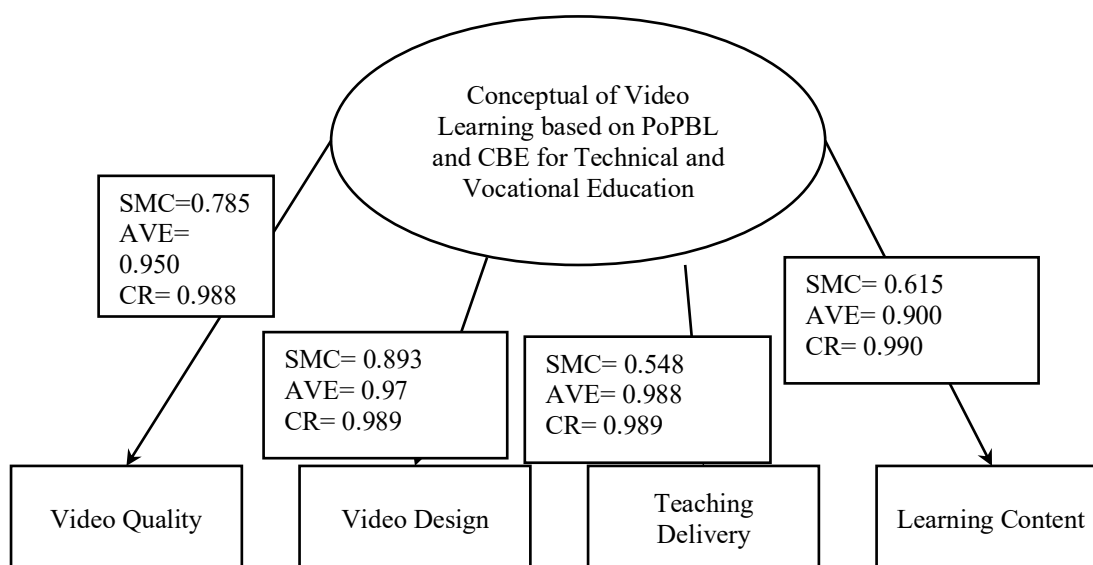 Conceptual of Video
Learning based on PoPBL
and CBE for Technical and
Vocational Education
SMC=0.785
AVE=
0.950
CR= 0.988
SMC= 0.893
AVE= 0.97
CR= 0.989
SMC= 0.548
AVE= 0.988
CR= 0.989
SMC= 0.615
AVE= 0.900
CR= 0.990
Video Quality
Video Design
Teaching
Delivery
Learning Content